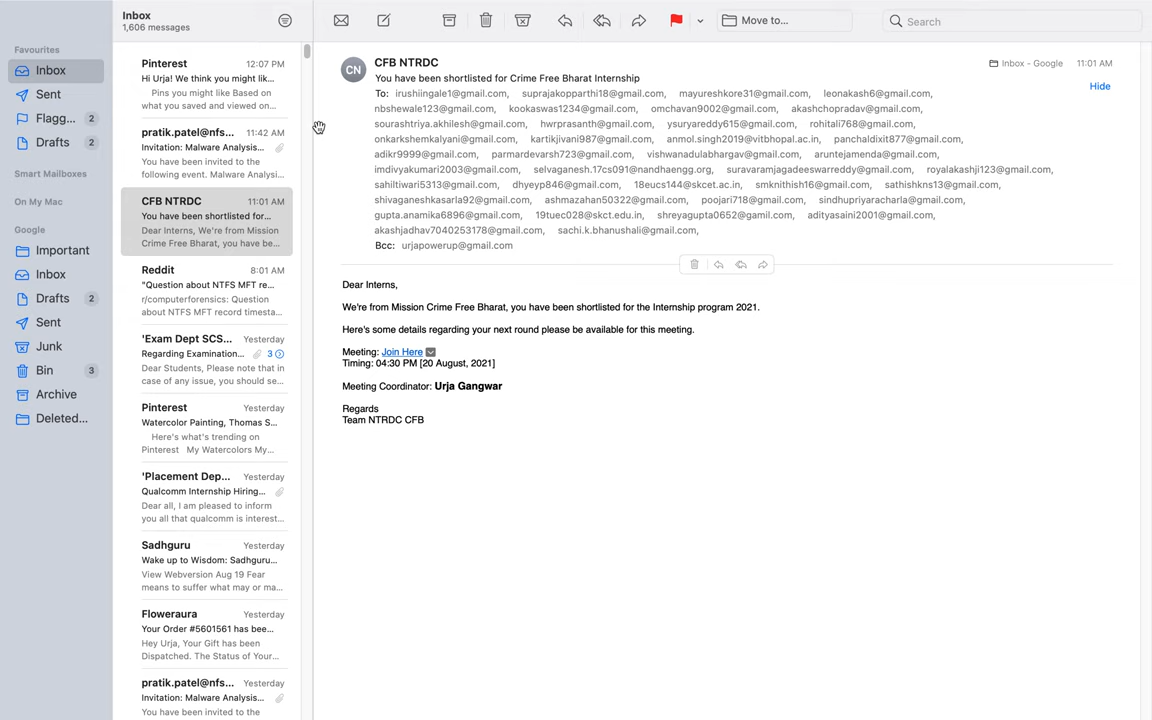 Favourites
Inbox
Sent
Flagg... 2
Drafts 2
Smart Mailboxes
On My Mac
Google
Important
Inbox
Drafts 2
Sent
Junk
Bin 3
Archive
Deleted...
Inbox
1,606 messages
Pinterest 12:07 PM
Hi Urja! We think you might lik...
Pins you might like Based on
what you saved and viewed on...
pratik.patel@nfs... 11:42 AM
Invitation: Malware Analysis...
You have been invited to the
following event. Malware Analysi...
CFB NTRDC 11:01 AM
You have been shortlisted for...
Dear Interns, We're from Mission
Crime Free Bharat, you have be...
Reddit 8:01 AM
"Question about NTFS MFT re...
r/computerforensics: Question
about NTFS MFT record timesta...
'Exam Dept SCS... Yesterday
Regarding Examination... 3
Dear Students, Please note that in
case of any issue, you should se...
Pinterest Yesterday
Watercolor Painting, Thomas S...
Here's what's trending on
Pinterest My Watercolors My...
'Placement Dep... Yesterday
Qualcomm Internship Hiring...
Dear all, I am pleased to inform
you all that qualcomm is interest...
Sadhguru Yesterday
Wake up to Wisdom: Sadhguru...
View Webversion Aug 19 Fear
means to suffer what may or ma...
Floweraura Yesterday
Your Order #5601561 has bee...
Hey Urja, Your Gift has been
Dispatched. The Status of Your...
pratik.patel@nfs... Yesterday
Invitation: Malware Analysis...
You have been invited to the
Move to...
Search
CN
CFB NTRDC
Inbox - Google 11:01 AM
You have been shortlisted for Crime Free Bharat Internship
Hide
To: irushiingale1@gmail.com, suprajakopparthi18@gmail.com, mayureshkore31@gmail.com, leonakash6@gmail.com,
nbshewale123@gmail.com, kookaswas1234@gmail.com, omchavan9002@gmail.com, akashchopradav@gmail.com,
sourashtriya.akhilesh@gmail.com, hwrprasanth@gmail.com, ysuryareddy615@gmail.com, rohitali768@gmail.com,
onkarkshemkalyani@gmail.com, kartikjivani987@gmail.com, anmol.singh2019@vitbhopal.ac.in, panchaldixit877@gmail.com,
adikr9999@gmail.com, parmardevarsh723@gmail.com, vishwanadulabhargav@gmail.com, aruntejamenda@gmail.com,
imdivyakumari2003@gmail.com, selvaganesh.17cs091@nandhaengg.org, suravaramjagadeeswarreddy@gmail.com, royalakashji123@gmail.com,
sahiltiwari5313@gmail.com, dhyeyp846@gmail.com, 18eucs144@skcet.ac.in, smknithish16@gmail.com, sathishkns13@gmail.com,
shivaganeshkasarla92@gmail.com, ashmazahan50322@gmail.com, poojari718@gmail.com, sindhupriyaracharla@gmail.com,
gupta.anamika6896@gmail.com, 19tuec028@skct.edu.in, shreyagupta0652@gamil.com, adityasaini2001@gmail.com,
akashjadhav7040253178@gmail.com, sachi.k.bhanushali@gmail.com,
Bcc: urjapowerup@gmail.com
Dear Interns,
We're from Mission Crime Free Bharat, you have been shortlisted for the Internship program 2021.
Here's some details regarding your next round please be available for this meeting.
Meeting: Join Here
Timing: 04:30 PM [20 August, 2021]
Meeting Coordinator: Urja Gangwar
Regards
Team NTRDC CFB